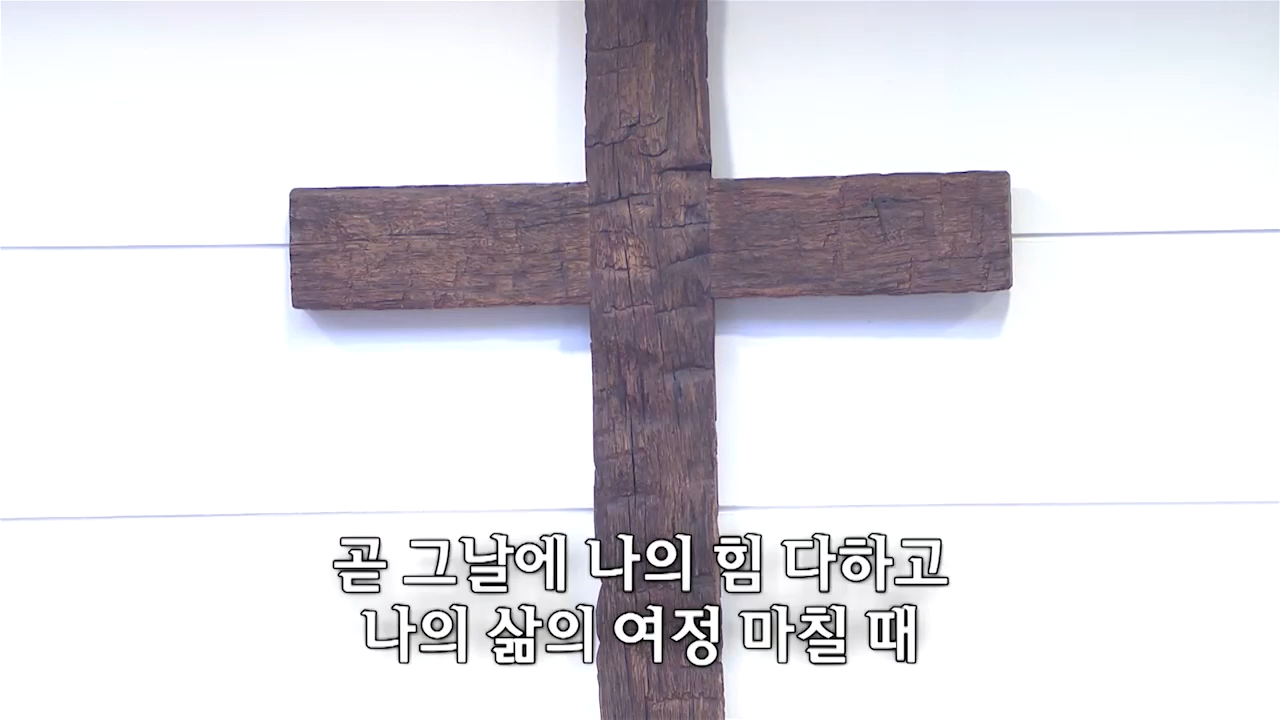 곧 그날에 나의 힘 다하고
나의 삶의 여정 마칠 때